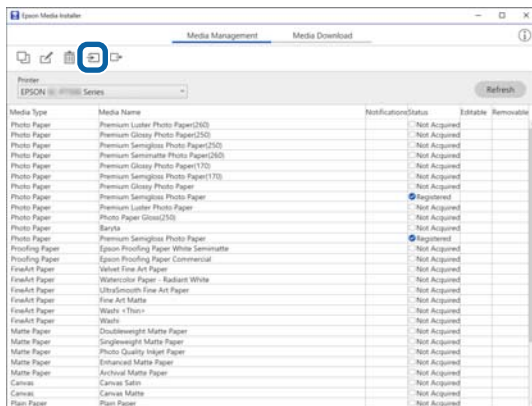 Epson Media Installer
Media Management Media Download
Printer
EPSON Series
Refresh
Media Type Media Name Notifications Status Editable Removable
Photo Paper Premium Luster Photo Paper(260) Not Acquired
Photo Paper Premium Glossy Photo Paper(250) Not Acquired
Photo Paper Premium Semigloss Photo Paper(250) Not Acquired
Photo Paper Premium Semimatte Photo Paper(260) Not Acquired
Photo Paper Premium Glossy Photo Paper(170) Not Acquired
Photo Paper Premium Semigloss Photo Paper(170) Not Acquired
Photo Paper Premium Glossy Photo Paper Not Acquired
Photo Paper Premium Semigloss Photo Paper Registered
Photo Paper Premium Luster Photo Paper Not Acquired
Photo Paper Photo Paper Gloss(250) Not Acquired
Photo Paper Baryta Not Acquired
Photo Paper Premium Semigloss Photo Paper Registered
Proofing Paper Epson Proofing Paper White Semimatte Not Acquired
Proofing Paper Epson Proofing Paper Commercial Not Acquired
FineArt Paper Velvet Fine Art Paper Not Acquired
FineArt Paper Watercolor Paper - Radiant White Not Acquired
FineArt Paper UltraSmooth Fine Art Paper Not Acquired
FineArt Paper Fine Art Matte Not Acquired
FineArt Paper Washi <Thin> Not Acquired
FineArt Paper Washi Not Acquired
Matte Paper Doubleweight Matte Paper Not Acquired
Matte Paper Singleweight Matte Paper Not Acquired
Matte Paper Photo Quality Inkjet Paper Not Acquired
Matte Paper Enhanced Matte Paper Not Acquired
Matte Paper Archival Matte Paper Not Acquired
Canvas Canvas Satin Not Acquired
Canvas Canvas Matte Not Acquired
Plain Paper Plain Paper Not Acquired